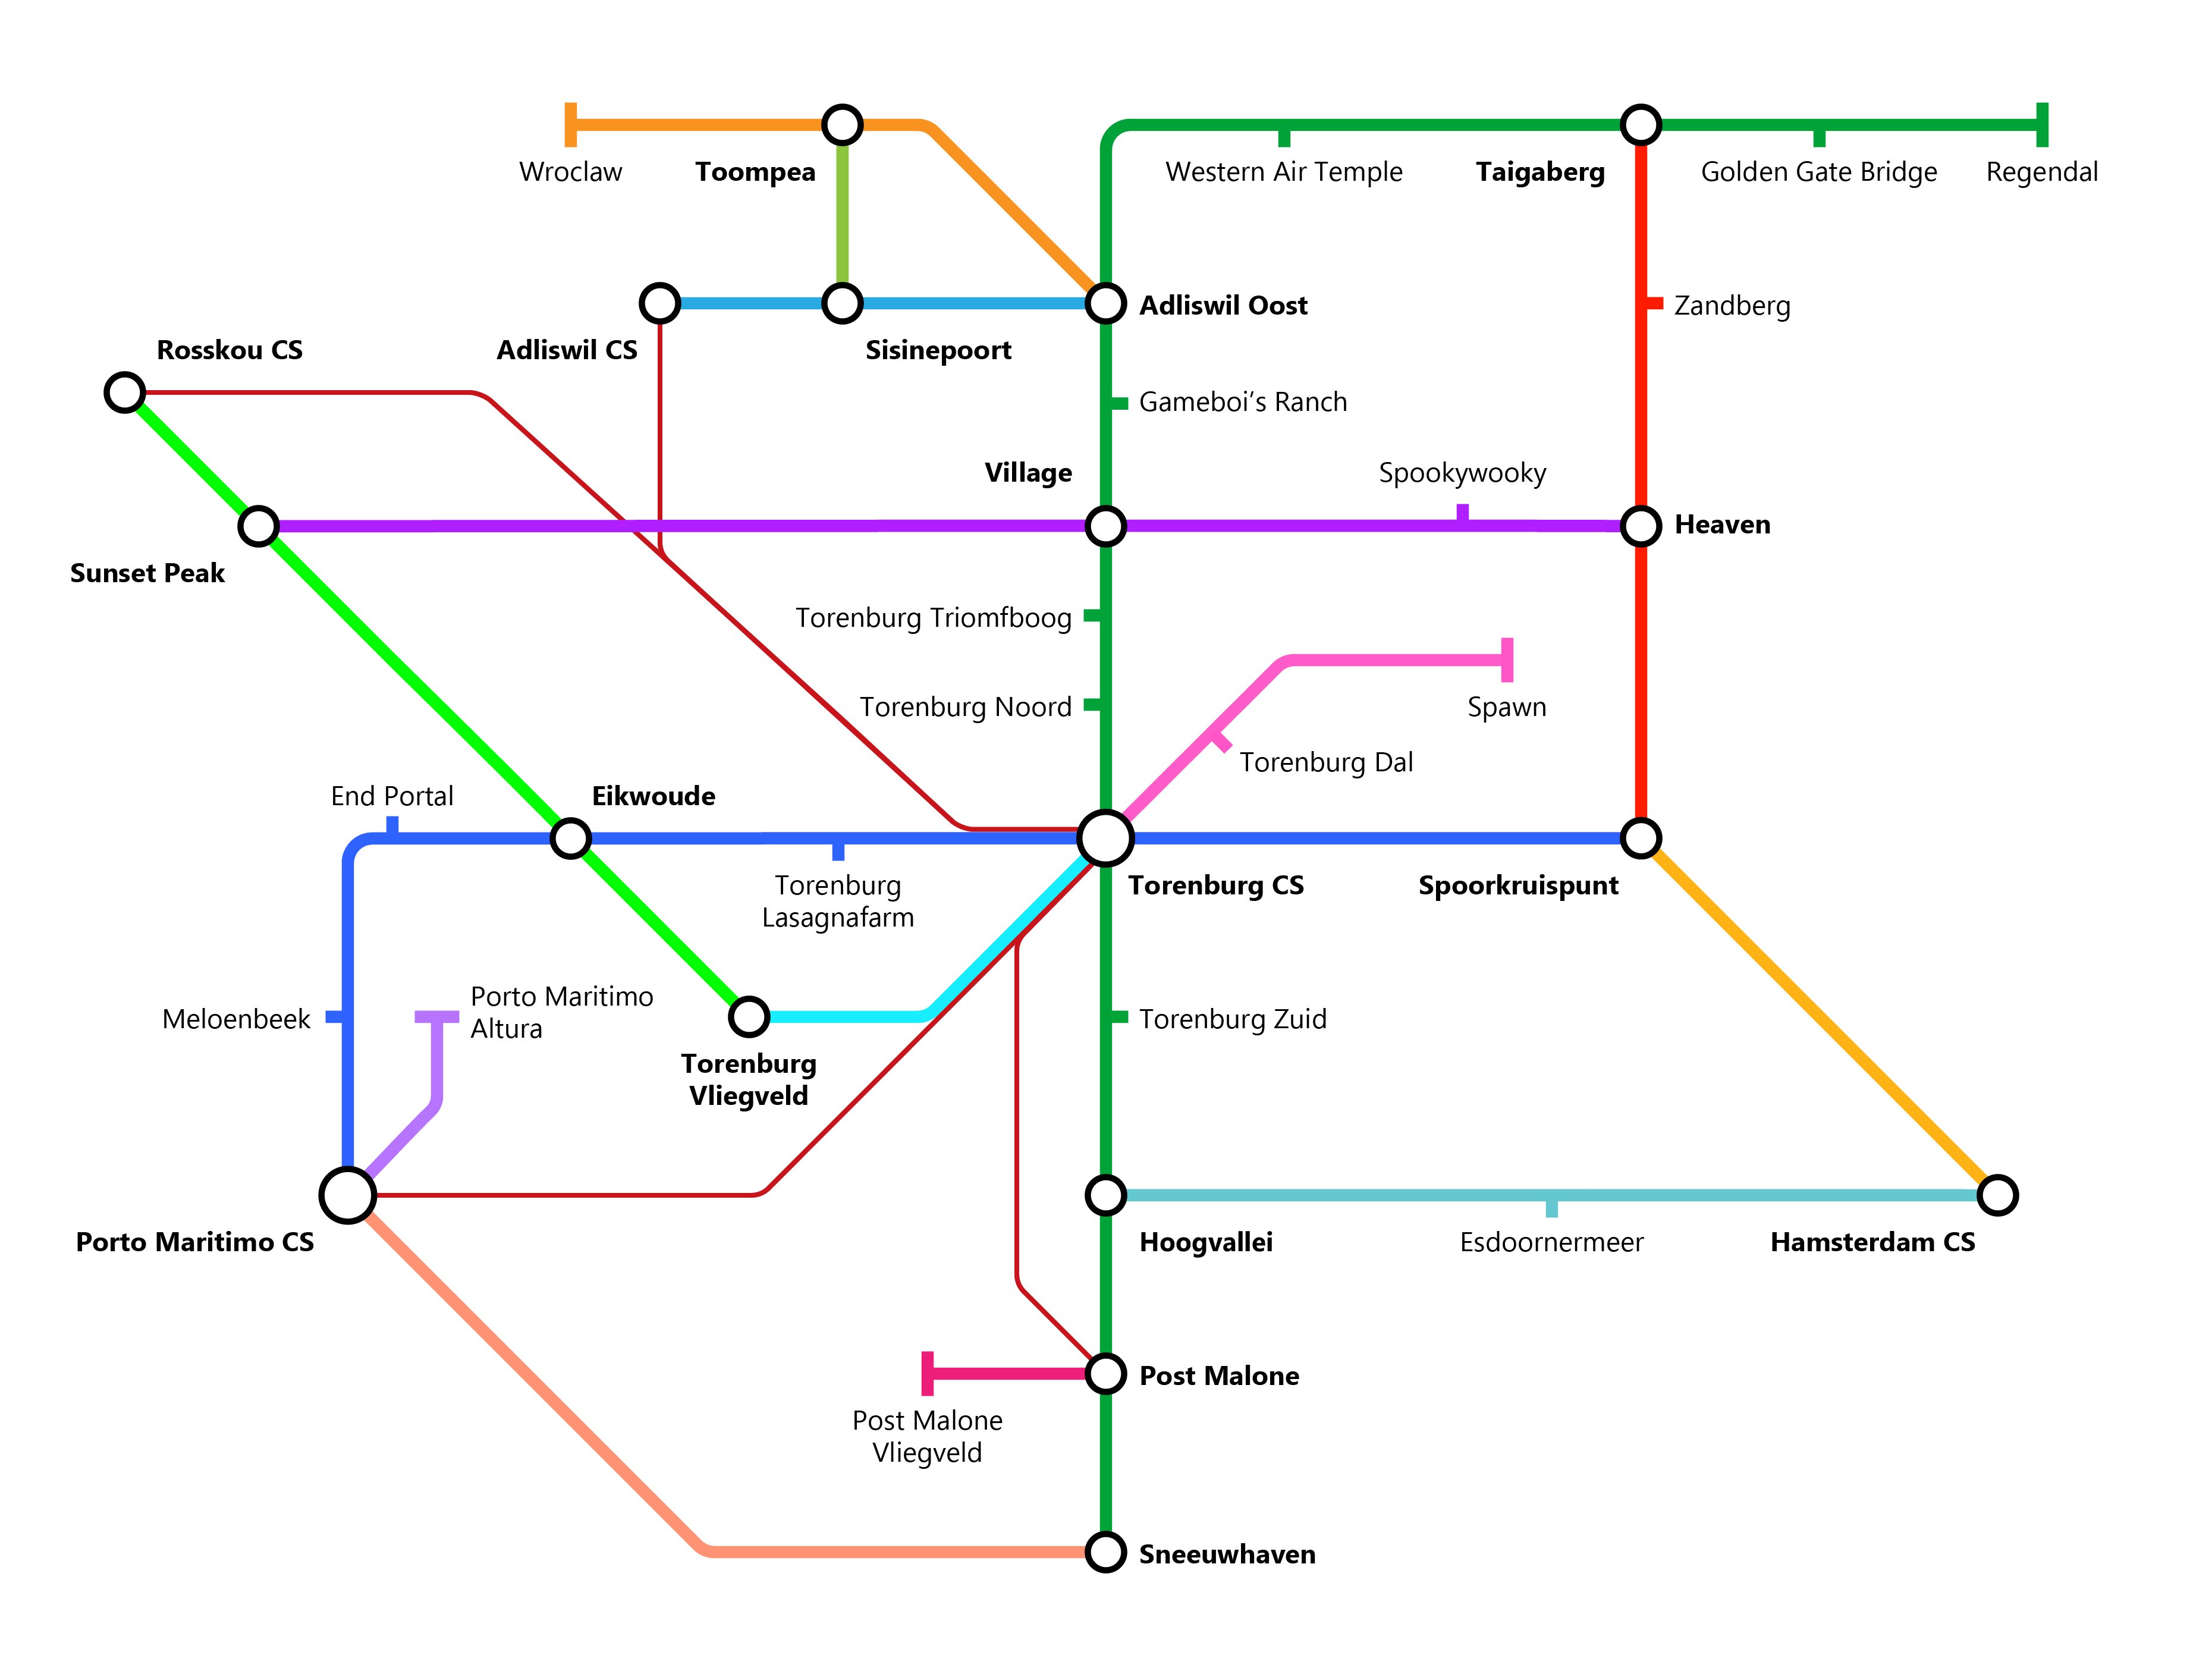 Wroclaw
Toompea
Western Air Temple
Taigaberg
Golden Gate Bridge
Regendal
Adliswil Oost
Zandberg
Rosskou CS
Adliswil CS
Sisinepoort
Gameboi's Ranch
Village
Spookywooky
Heaven
Sunset Peak
Torenburg Triomfboog
Torenburg Noord
Spawn
Torenburg Dal
End Portal
Eikwoude
Torenburg
Lasagnafarm
Torenburg CS
Spoorkruispunt
Meloenbeek
Porto Maritimo
Altura
Torenburg Zuid
Torenburg
Vliegveld
Porto Maritimo CS
Hoogvallei
Esdoornermeer
Hamsterdam CS
Post Malone
Post Malone
Vliegveld
Sneeuwhaven